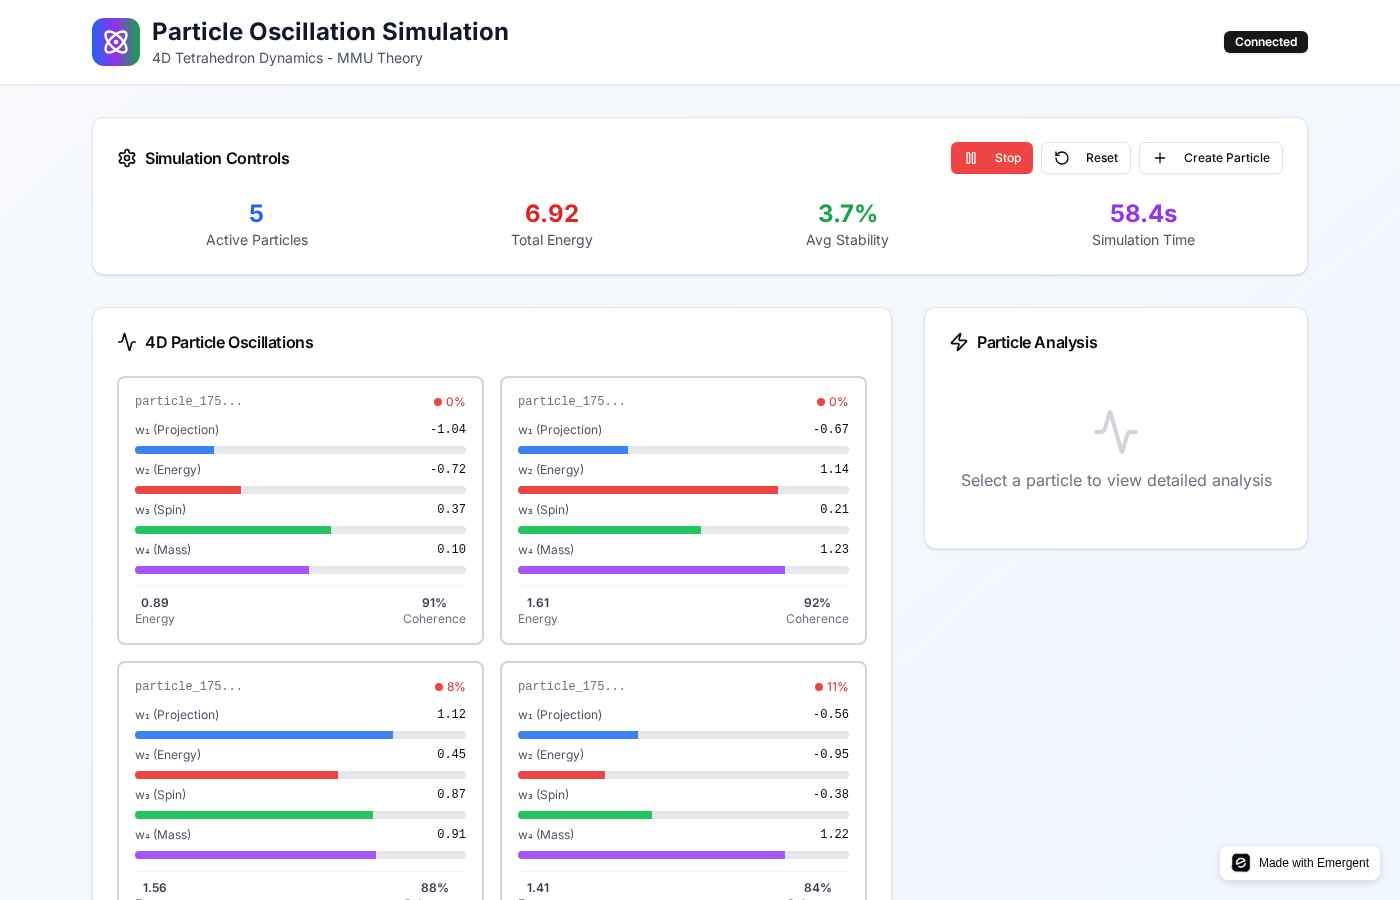 Particle Oscillation Simulation
4D Tetrahedron Dynamics - MMU Theory
Connected
Simulation Controls
Stop
Reset
Create Particle
5
Active Particles
6.92
Total Energy
3.7%
Avg Stability
58.4s
Simulation Time
4D Particle Oscillations
particle_175...
0%
w₁ (Projection)
-1.04
w₂ (Energy)
-0.72
w₃ (Spin)
0.37
w₄ (Mass)
0.10
0.89
Energy
91%
Coherence
particle_175...
0%
w₁ (Projection)
-0.67
w₂ (Energy)
1.14
w₃ (Spin)
0.21
w₄ (Mass)
1.23
1.61
Energy
92%
Coherence
particle_175...
8%
w₁ (Projection)
1.12
w₂ (Energy)
0.45
w₃ (Spin)
0.87
w₄ (Mass)
0.91
1.56
88%
particle_175...
11%
w₁ (Projection)
-0.56
w₂ (Energy)
-0.95
w₃ (Spin)
-0.38
w₄ (Mass)
1.22
1.41
84%
Particle Analysis
Select a particle to view detailed analysis
Made with Emergent